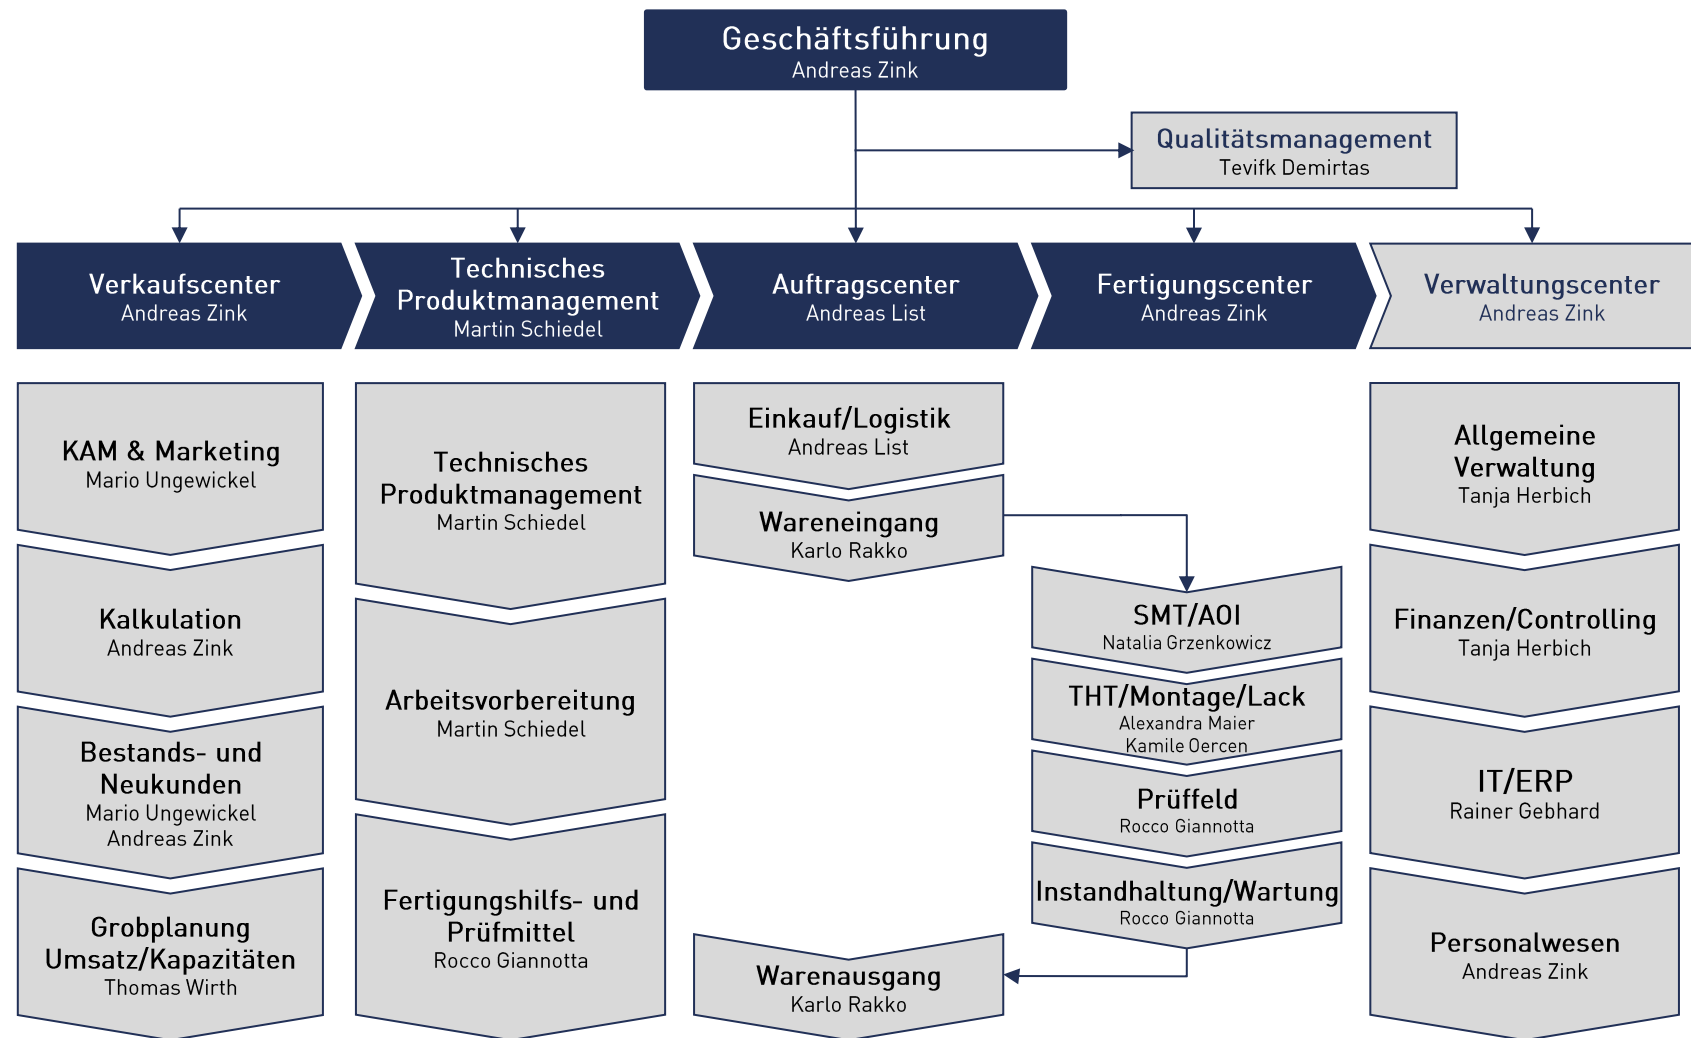 Geschäftsführung
Andreas Zink
Qualitätsmanagement
Tevifk Demirtas
Verkaufscenter
Andreas Zink
Technisches
Produktmanagement
Martin Schiedel
Auftragscenter
Andreas List
Fertigungscenter
Andreas Zink
Verwaltungscenter
Andreas Zink
KAM & Marketing
Mario Ungewickel
Kalkulation
Andreas Zink
Bestands- und
Neukunden
Mario Ungewickel
Andreas Zink
Grobplanung
Umsatz/Kapazitäten
Thomas Wirth
Technisches
Produktmanagement
Martin Schiedel
Arbeitsvorbereitung
Martin Schiedel
Fertigungshilfs- und
Prüfmittel
Rocco Giannotta
Einkauf/Logistik
Andreas List
Wareneingang
Karlo Rakko
Warenausgang
Karlo Rakko
SMT/AOI
Natalia Grzenkowicz
THT/Montage/Lack
Alexandra Maier
Kamile Oercen
Prüffeld
Rocco Giannotta
Instandhaltung/Wartung
Rocco Giannotta
Allgemeine
Verwaltung
Tanja Herbich
Finanzen/Controlling
Tanja Herbich
IT/ERP
Rainer Gebhard
Personalwesen
Andreas Zink